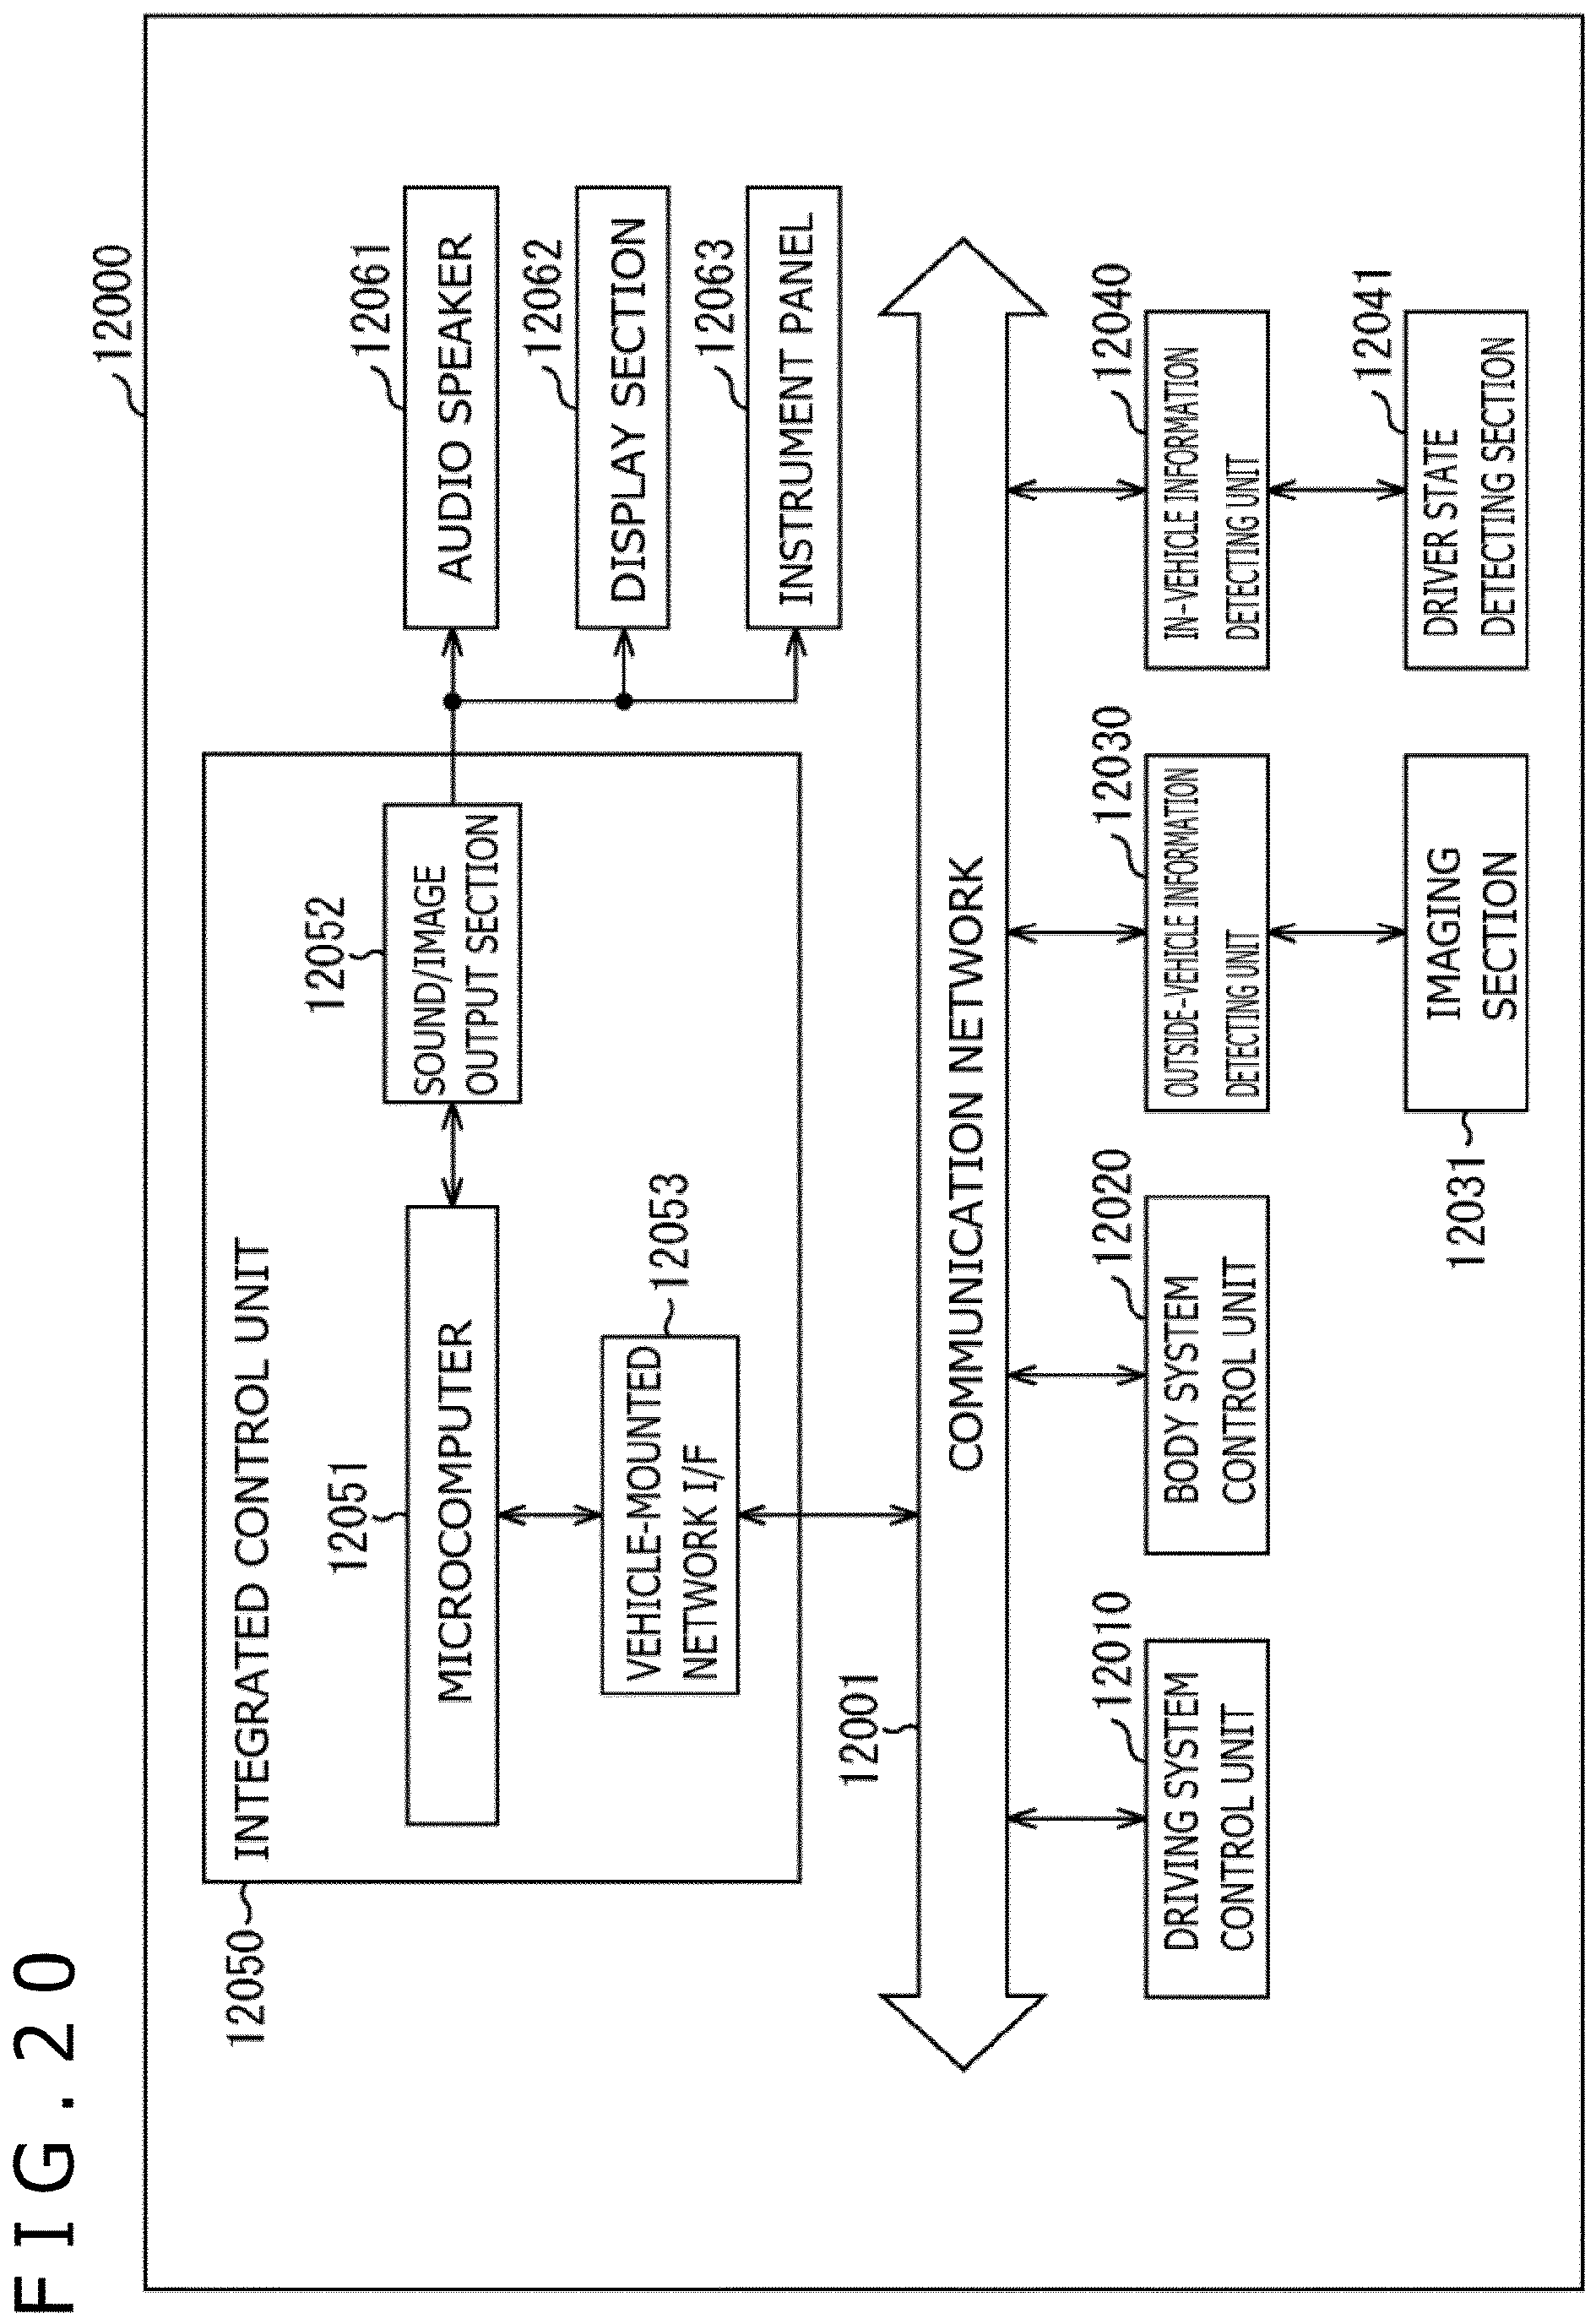 FIG.20
12000
12050
INTEGRATED CONTROL UNIT
12051
MICROCOMPUTER
12052
SOUND/IMAGE
OUTPUT SECTION
12053
VEHICLE-MOUNTED
NETWORK I/F
12061
AUDIO SPEAKER
12062
DISPLAY SECTION
12063
INSTRUMENT PANEL
12001
COMMUNICATION NETWORK
12010
DRIVING SYSTEM
CONTROL UNIT
12020
BODY SYSTEM
CONTROL UNIT
12030
OUTSIDE-VEHICLE INFORMATION
DETECTING UNIT
12040
IN-VEHICLE INFORMATION
DETECTING UNIT
12031
IMAGING
SECTION
12041
DRIVER STATE
DETECTING SECTION